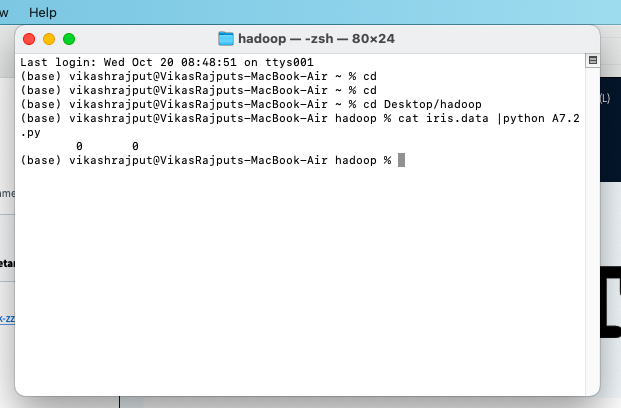 w Help
hadoop — -zsh — 80×24
Last login: Wed Oct 20 08:48:51 on ttys001
(base) vikashrajput@VikasRajputs-MacBook-Air ~ % cd
(base) vikashrajput@VikasRajputs-MacBook-Air ~ % cd
(base) vikashrajput@VikasRajputs-MacBook-Air ~ % cd Desktop/hadoop
(base) vikashrajput@VikasRajputs-MacBook-Air hadoop % cat iris.data |python A7.2
.py
0 0
(base) vikashrajput@VikasRajputs-MacBook-Air hadoop %
(L)